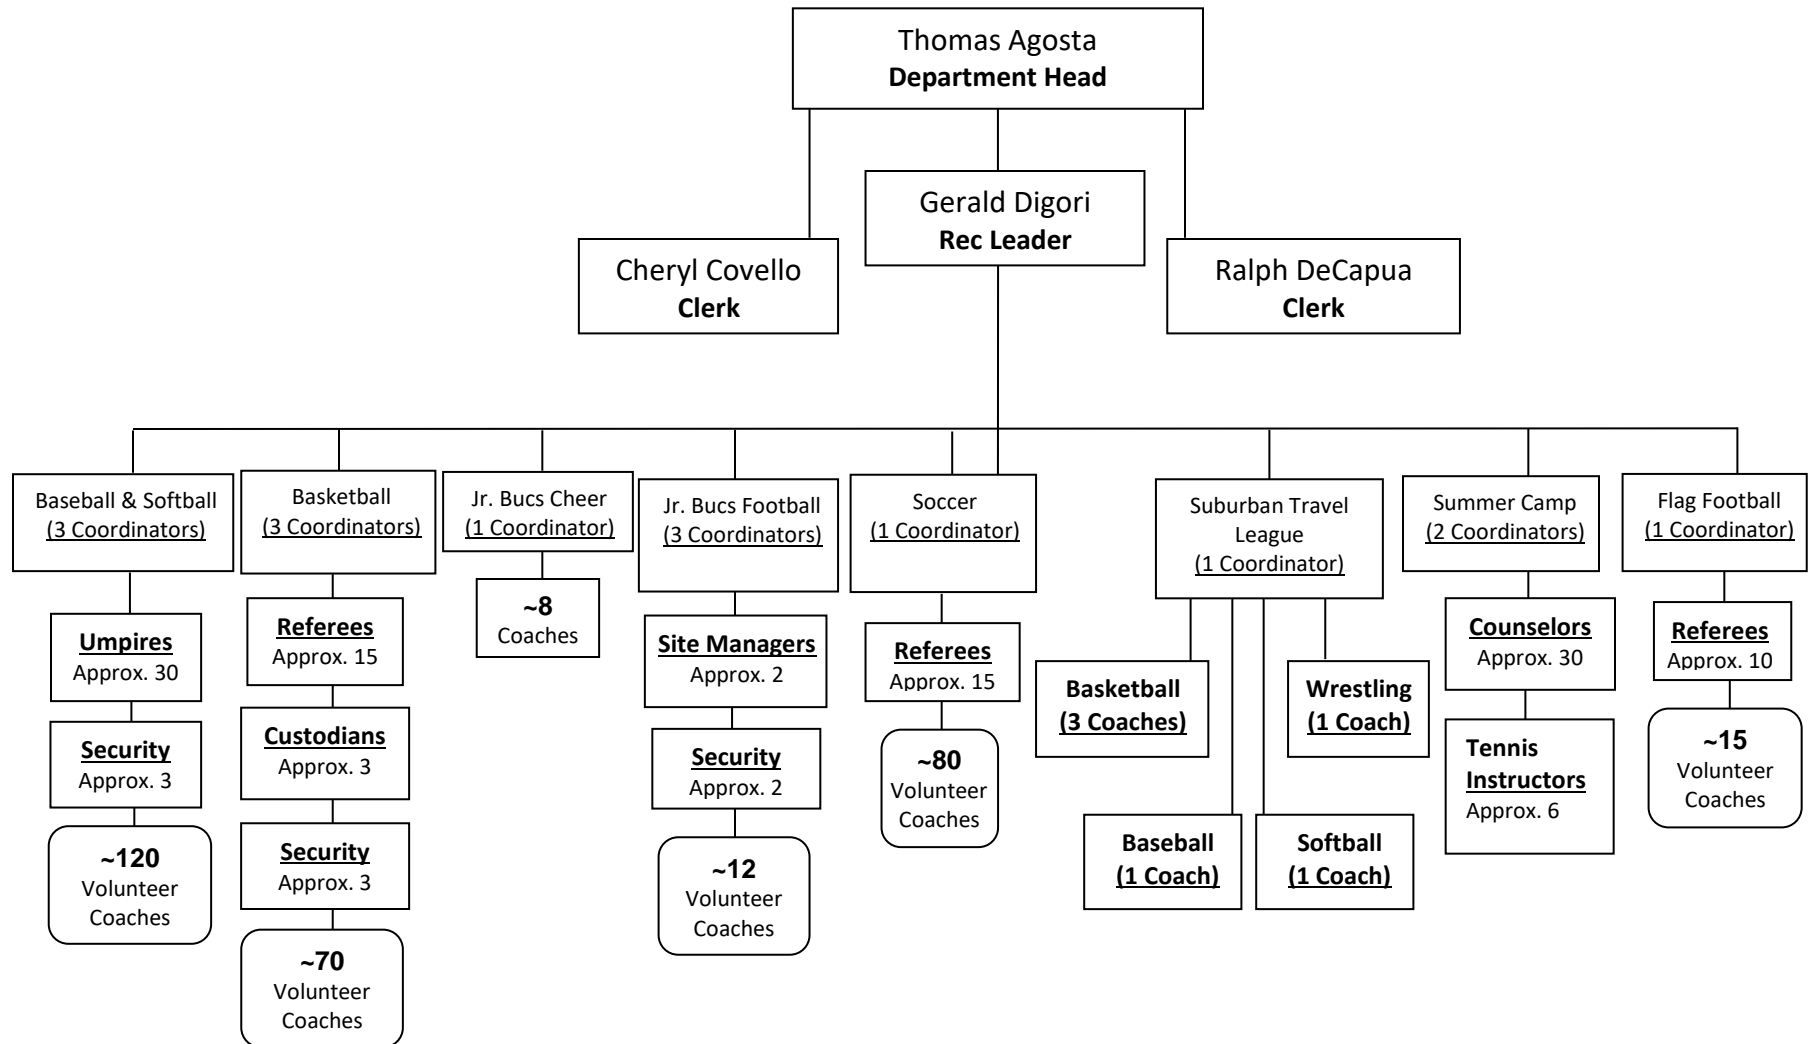 Thomas Agosta
Department Head
Gerald Digori
Rec Leader
Cheryl Covello
Clerk
Ralph DeCapua
Clerk
Baseball & Softball
(3 Coordinators)
Umpires
Approx. 30
Security
Approx. 3
~120
Volunteer
Coaches
Basketball
(3 Coordinators)
Referees
Approx. 15
Custodians
Approx. 3
Security
Approx. 3
~70
Volunteer
Coaches
Jr. Bucs Cheer
(1 Coordinator)
~8
Coaches
Jr. Bucs Football
(3 Coordinators)
Site Managers
Approx. 2
Security
Approx. 2
~12
Volunteer
Coaches
Soccer
(1 Coordinator)
Referees
Approx. 15
~80
Volunteer
Coaches
Suburban Travel
League
(1 Coordinator)
Basketball
(3 Coaches)
Wrestling
(1 Coach)
Baseball
(1 Coach)
Softball
(1 Coach)
Summer Camp
(2 Coordinators)
Counselors
Approx. 30
Tennis
Instructors
Approx. 6
Flag Football
(1 Coordinator)
Referees
Approx. 10
~15
Volunteer
Coaches